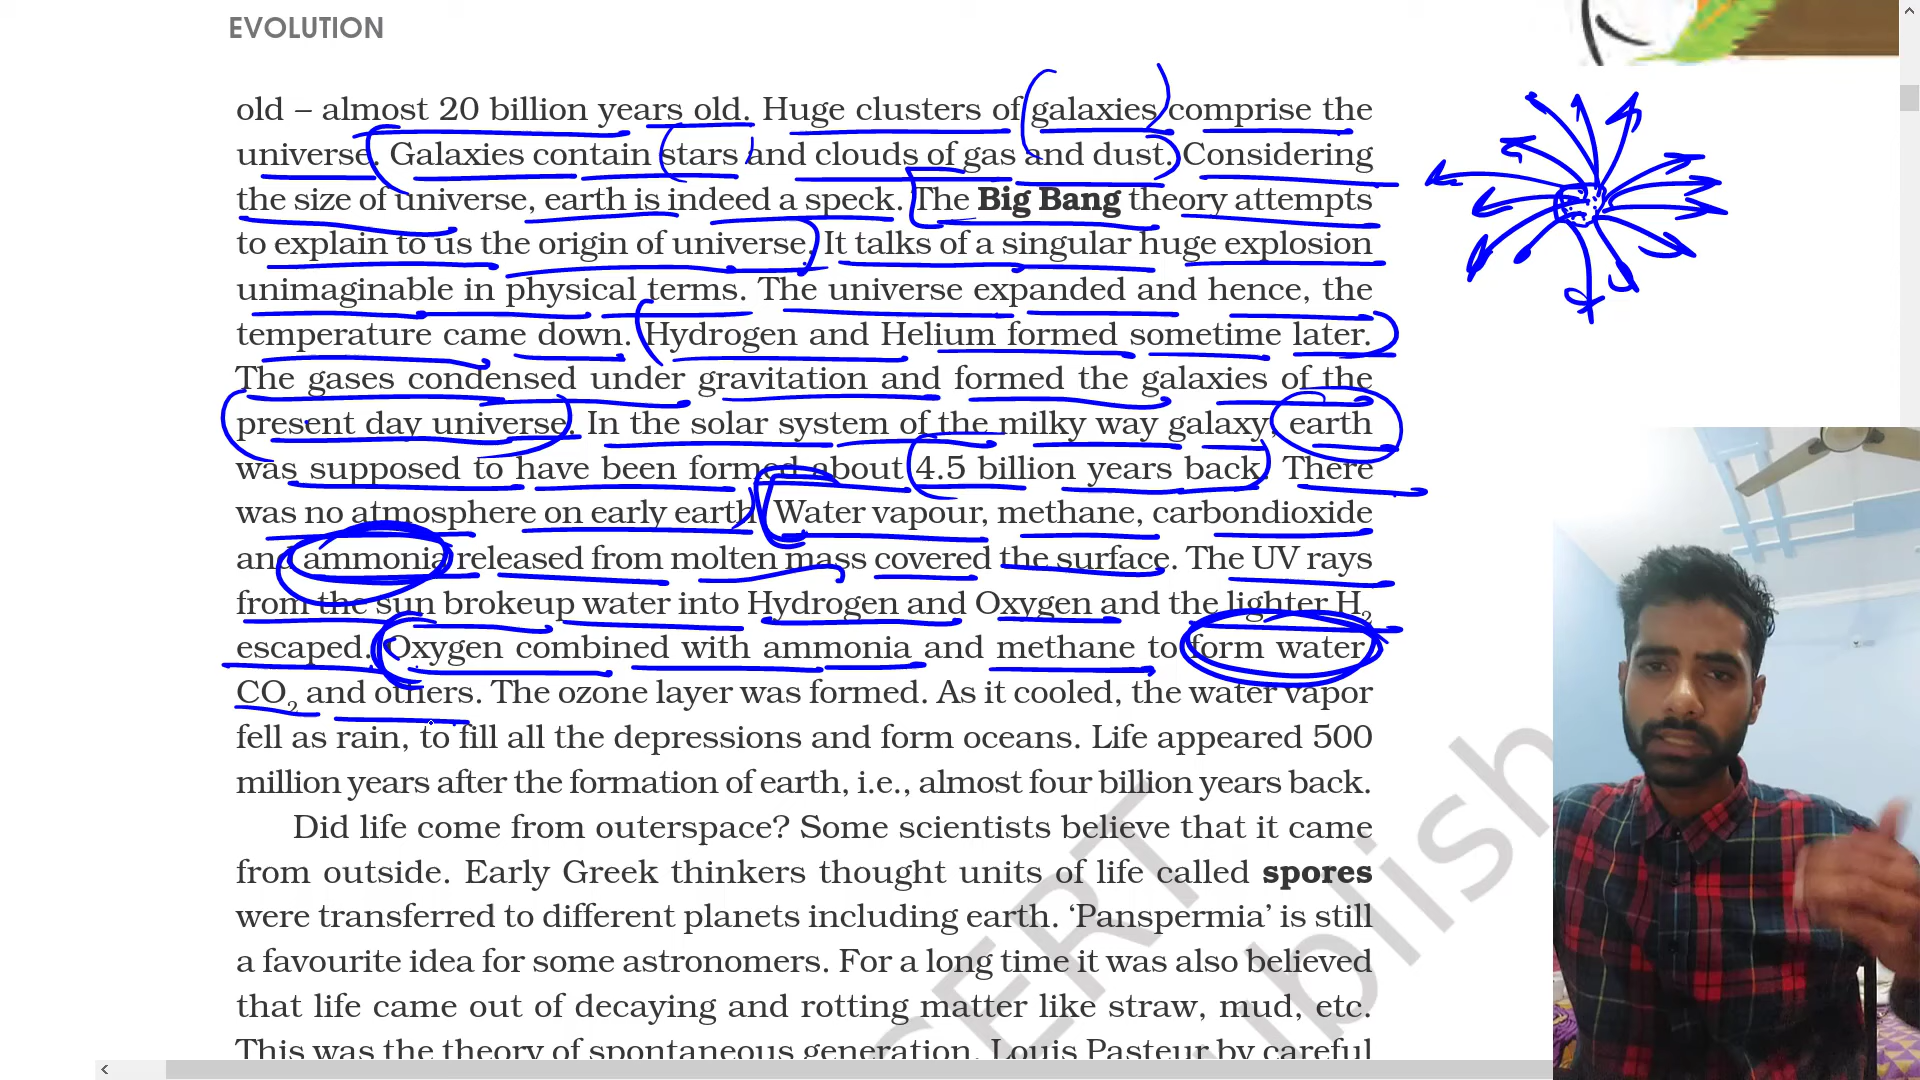 EVOLUTION
old – almost 20 billion years old. Huge clusters of galaxies comprise the
universe. Galaxies contain stars and clouds of gas and dust. Considering
the size of universe, earth is indeed a speck. The Big Bang theory attempts
to explain to us the origin of universe. It talks of a singular huge explosion
unimaginable in physical terms. The universe expanded and hence, the
temperature came down. Hydrogen and Helium formed sometime later.
The gases condensed under gravitation and formed the galaxies of the
present day universe. In the solar system of the milky way galaxy, earth
was supposed to have been formed about 4.5 billion years back. There
was no atmosphere on early earth. Water vapour, methane, carbondioxide
and ammonia released from molten mass covered the surface. The UV rays
from the sun brokeup water into Hydrogen and Oxygen and the lighter H2
escaped. Oxygen combined with ammonia and methane to form water,
CO2 and others. The ozone layer was formed. As it cooled, the water vapor
fell as rain, to fill all the depressions and form oceans. Life appeared 500
million years after the formation of earth, i.e., almost four billion years back.
Did life come from outerspace? Some scientists believe that it came
from outside. Early Greek thinkers thought units of life called spores
were transferred to different planets including earth. ‘Panspermia’ is still
a favourite idea for some astronomers. For a long time it was also believed
that life came out of decaying and rotting matter like straw, mud, etc.
This was the theory of spontaneous generation. Louis Pasteur by careful